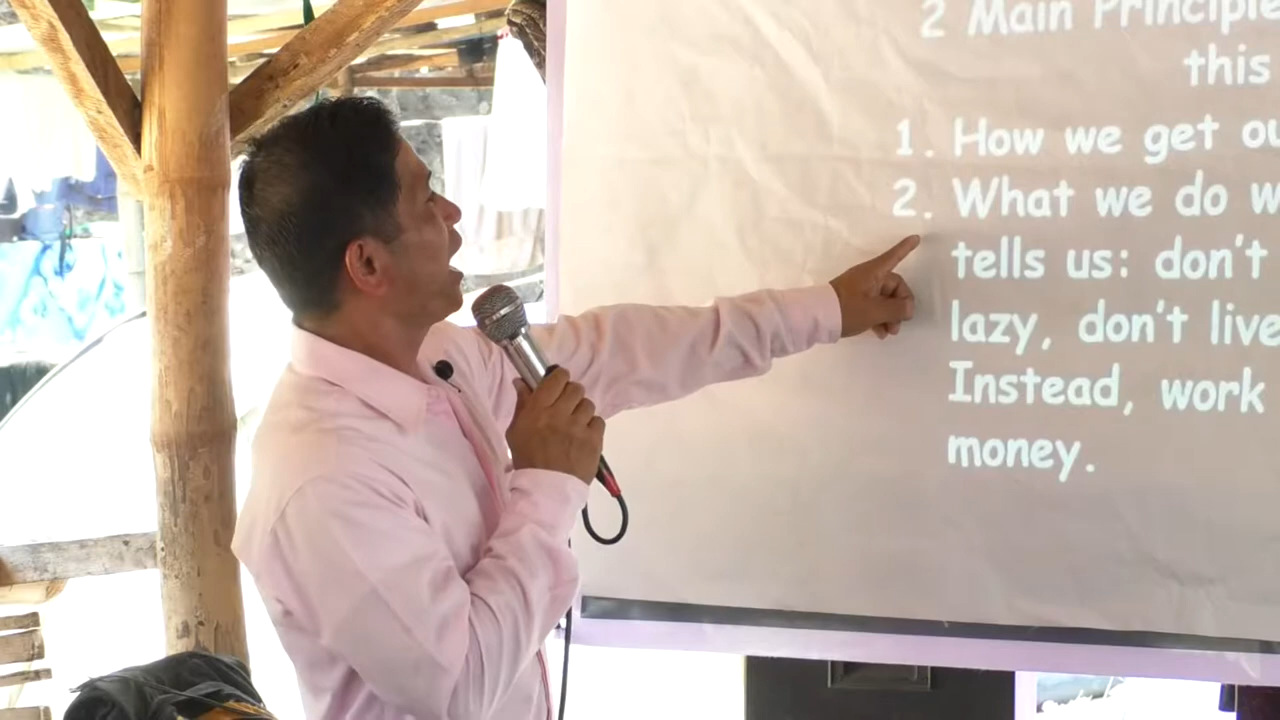 2 Main Principle
this
1. How we get
2. What we do
tells us: don't
lazy, don't live
Instead, work
money.